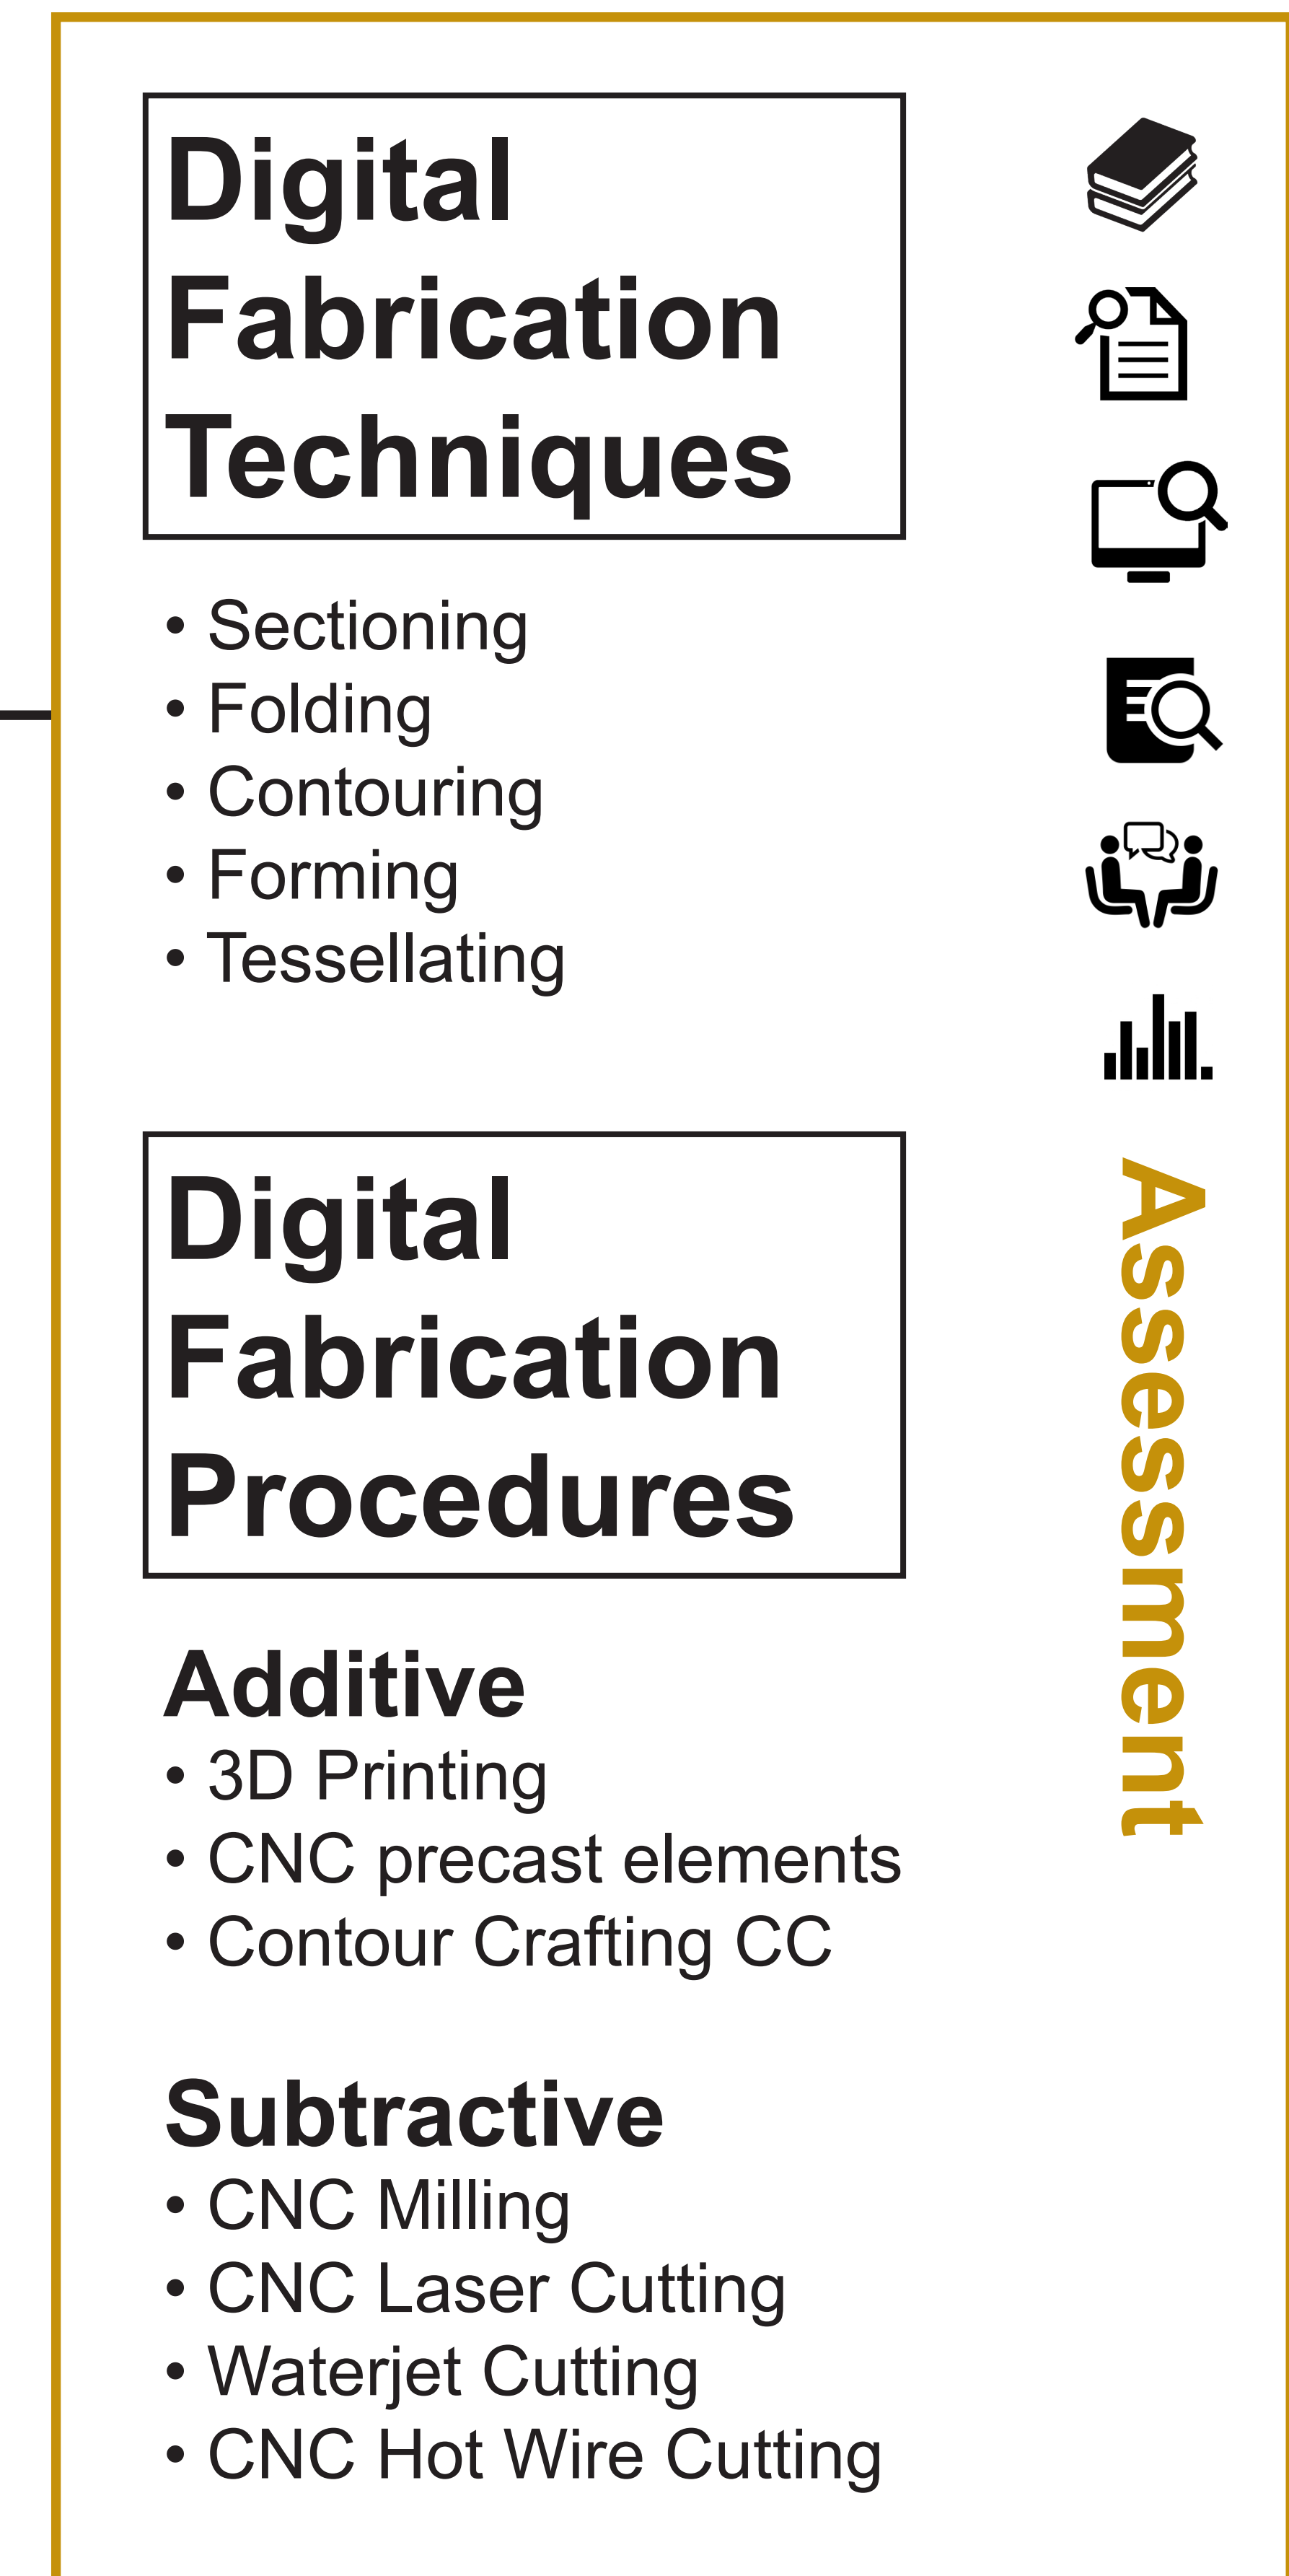 Digital
Fabrication
Techniques
• Sectioning
• Folding
• Contouring
• Forming
• Tessellating
Digital
Fabrication
Procedures
Additive
• 3D Printing
• CNC precast elements
• Contour Crafting CC
Subtractive
• CNC Milling
• CNC Laser Cutting
• Waterjet Cutting
• CNC Hot Wire Cutting
Assessment